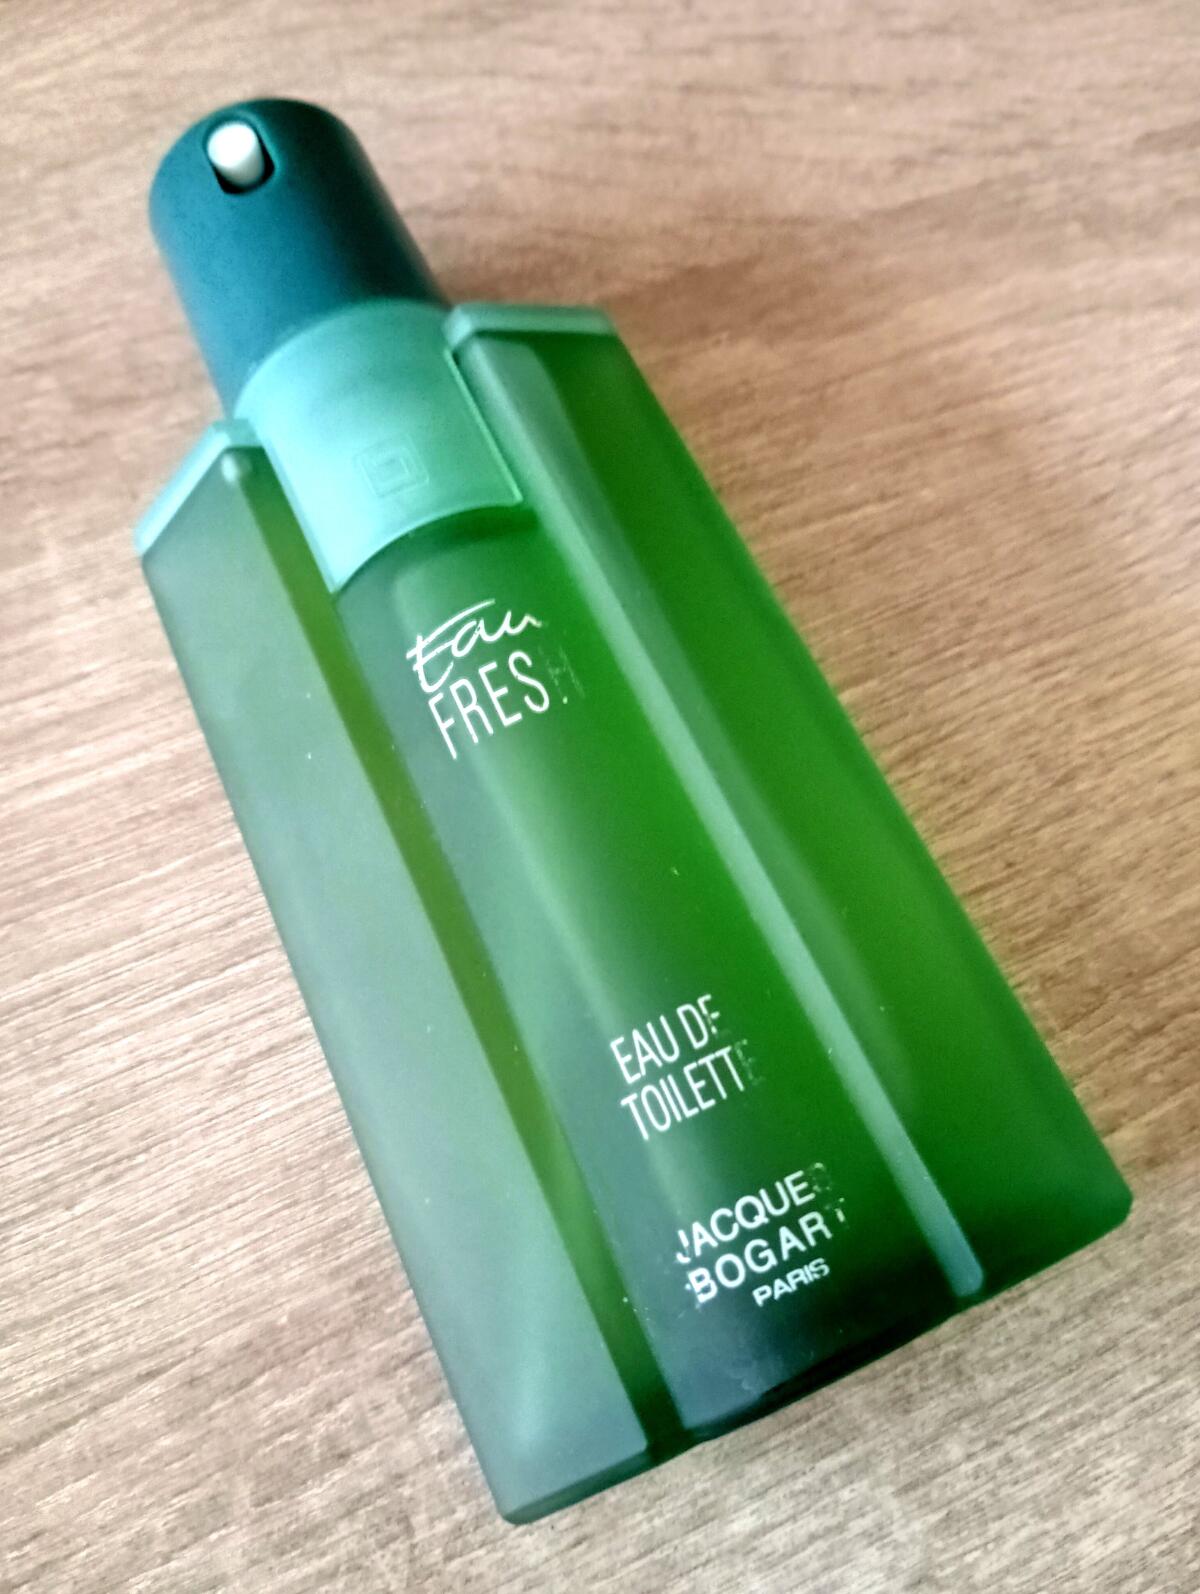 Eau
FRESH
EAU DE
TOILETTE
JACQUES
BOGART
PARIS